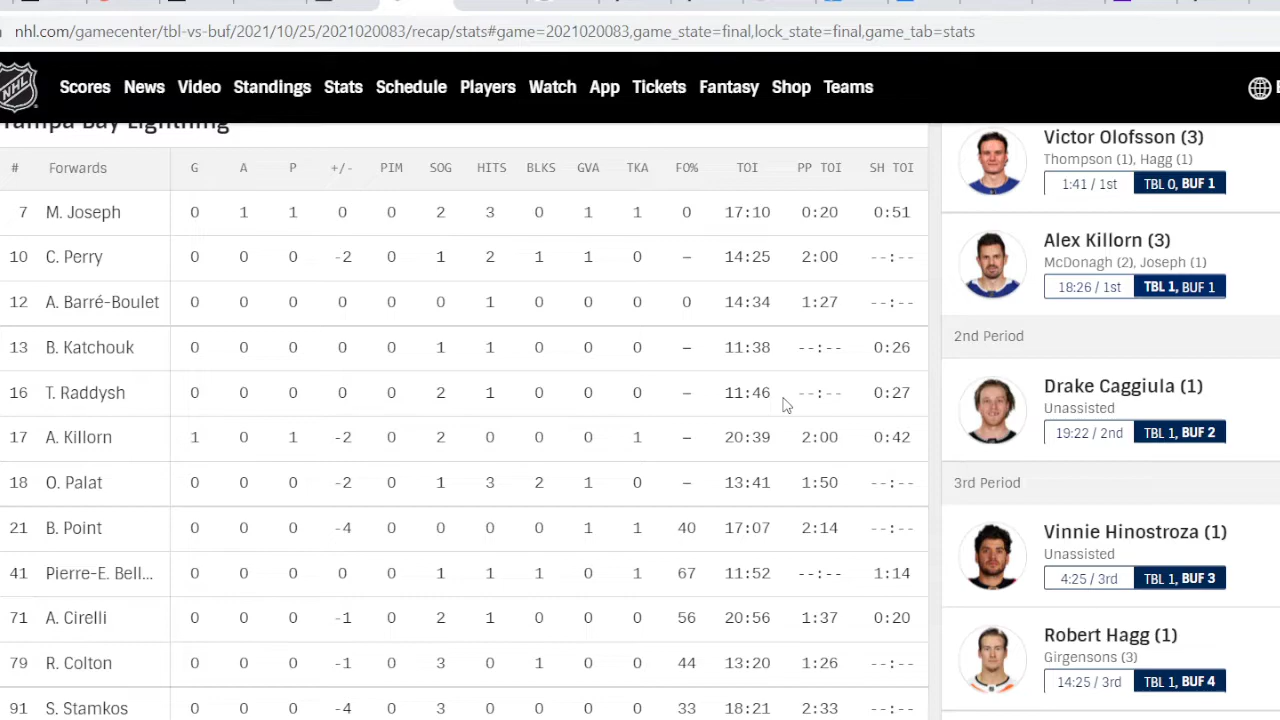 nhl.com/gamecenter/tbl-vs-buf/2021/10/25/2021020083/recap/stats#game=2021020083,game_state=final,lock_state=final,game_tab=stats
NHL Scores News Video Standings Stats Schedule Players Watch App Tickets Fantasy Shop Teams E
Tampa Bay Lightning
# Forwards G A P +/- PIM SOG HITS BLKS GVA TKA FO% TOI PP TOI SH TOI
7 M. Joseph 0 1 1 0 0 2 3 0 1 1 0 17:10 0:20 0:51
10 C. Perry 0 0 0 -2 0 1 2 1 1 0 – 14:25 2:00 --:--
12 A. Barré-Boulet 0 0 0 0 0 0 1 0 0 0 0 14:34 1:27 --:--
13 B. Katchouk 0 0 0 0 0 1 1 0 0 0 – 11:38 --:-- 0:26
16 T. Raddysh 0 0 0 0 0 2 1 0 0 0 – 11:46 --:-- 0:27
17 A. Killorn 1 0 1 -2 0 2 0 0 0 1 – 20:39 2:00 0:42
18 O. Palat 0 0 0 -2 0 1 3 2 1 0 – 13:41 1:50 --:--
21 B. Point 0 0 0 -4 0 0 0 0 1 1 40 17:07 2:14 --:--
41 Pierre-E. Bell... 0 0 0 0 0 1 1 1 0 1 67 11:52 --:-- 1:14
71 A. Cirelli 0 0 0 -1 0 2 1 0 0 0 56 20:56 1:37 0:20
79 R. Colton 0 0 0 -1 0 3 0 1 0 0 44 13:20 1:26 --:--
91 S. Stamkos 0 0 0 -4 0 3 0 0 0 0 33 18:21 2:33 --:--
Victor Olofsson (3)
Thompson (1), Hagg (1)
1:41 / 1st TBL 0, BUF 1
Alex Killorn (3)
McDonagh (2), Joseph (1)
18:26 / 1st TBL 1, BUF 1
2nd Period
Drake Caggiula (1)
Unassisted
19:22 / 2nd TBL 1, BUF 2
3rd Period
Vinnie Hinostroza (1)
Unassisted
4:25 / 3rd TBL 1, BUF 3
Robert Hagg (1)
Girgensons (3)
14:25 / 3rd TBL 1, BUF 4